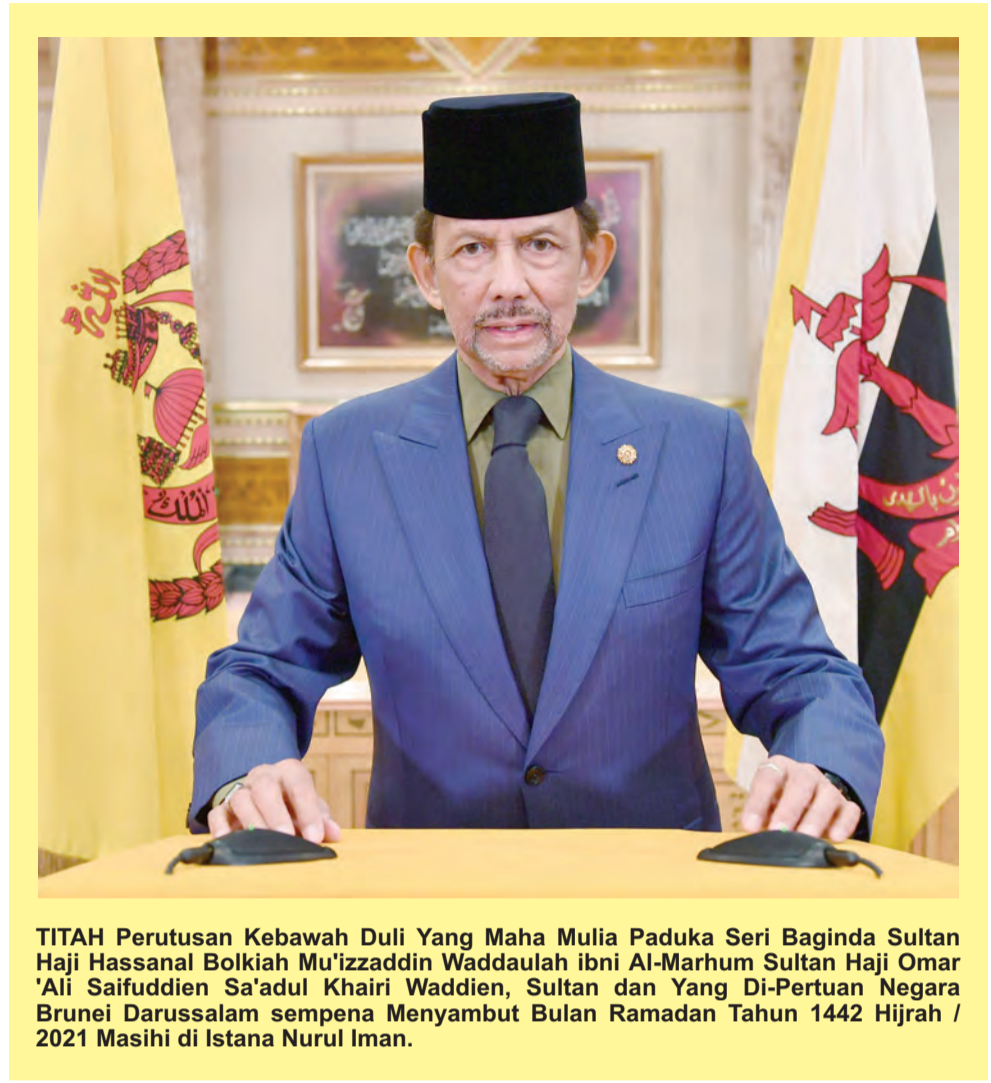 TITAH Perutusan Kebawah Duli Yang Maha Mulia Paduka Seri Baginda Sultan
Haji Hassanal Bolkiah Mu'izzaddin Waddaulah ibni Al-Marhum Sultan Haji Omar
'Ali Saifuddien Sa'adul Khairi Waddien, Sultan dan Yang Di-Pertuan Negara
Brunei Darussalam sempena Menyambut Bulan Ramadan Tahun 1442 Hijrah /
2021 Masihi di Istana Nurul Iman.